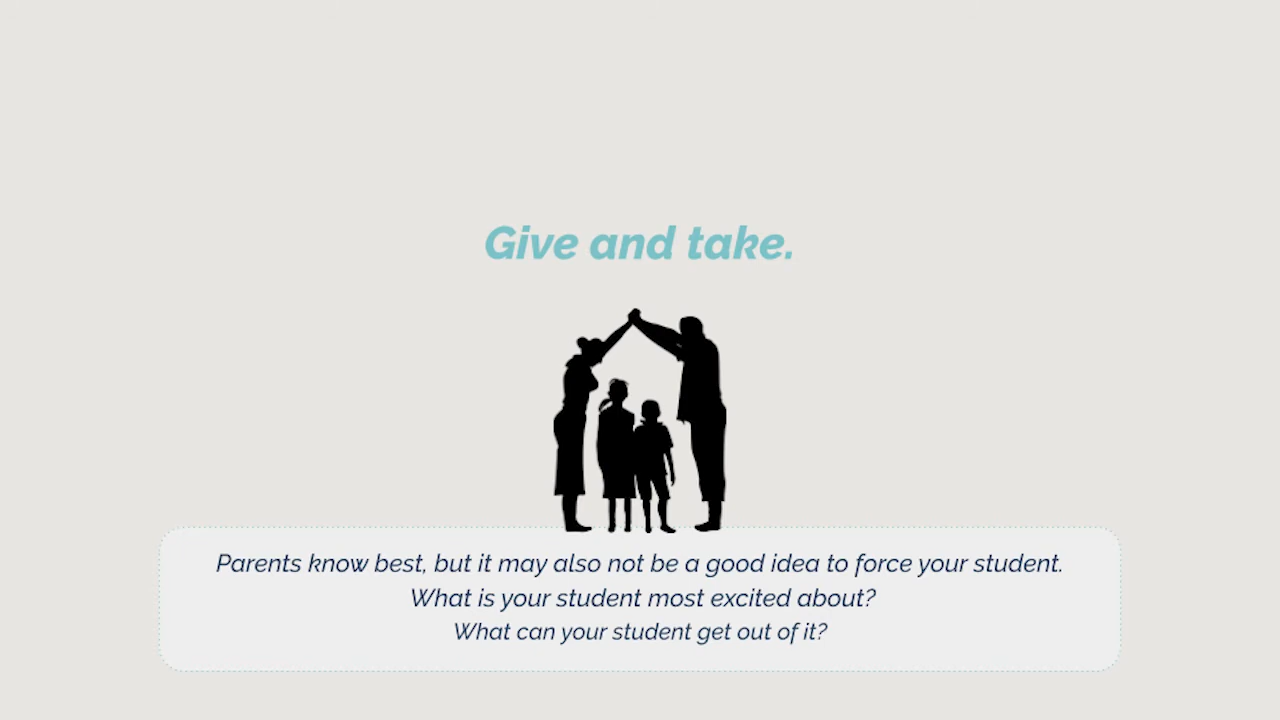 Give and take.
Parents know best, but it may also not be a good idea to force your student.
What is your student most excited about?
What can your student get out of it?